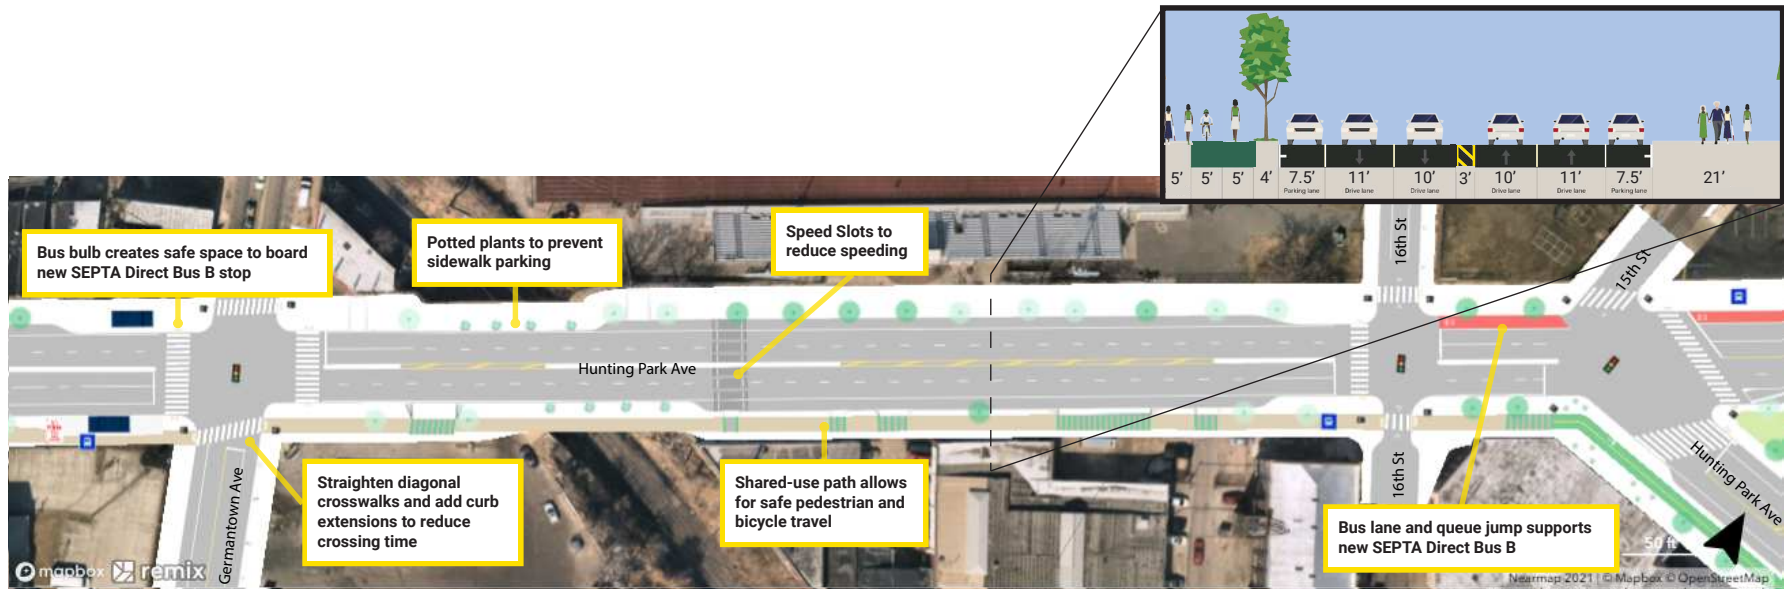 5’ 5’ 5’ 4’ 7.5’ 11’ 10’ 3’ 10’ 11’ 7.5’ 21’
Parking lane Drive lane Drive lane Drive lane Drive lane Parking lane
Bus bulb creates safe space to board
new SEPTA Direct Bus B stop
Potted plants to prevent
sidewalk parking
Speed Slots to
reduce speeding
16th St
15th St
Hunting Park Ave
Germantown Ave
Straighten diagonal
crosswalks and add curb
extensions to reduce
crossing time
Shared-use path allows
for safe pedestrian and
bicycle travel
16th St
Bus lane and queue jump supports
new SEPTA Direct Bus B
Hunting Park Ave
50 ft
mapbox remix
Nearmap 2021 | © Mapbox © OpenStreetMap